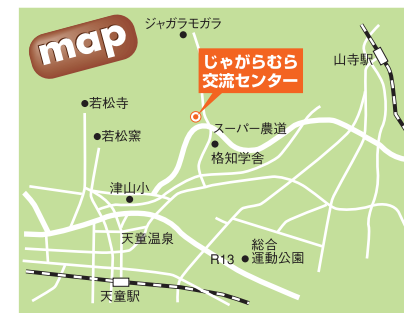 map
ジャガラモガラ
じゃがらむら
交流センター
山寺駅
若松寺
若松窯
スーパー農道
格知学舎
津山小
天童温泉
R13
総合
運動公園
天童駅